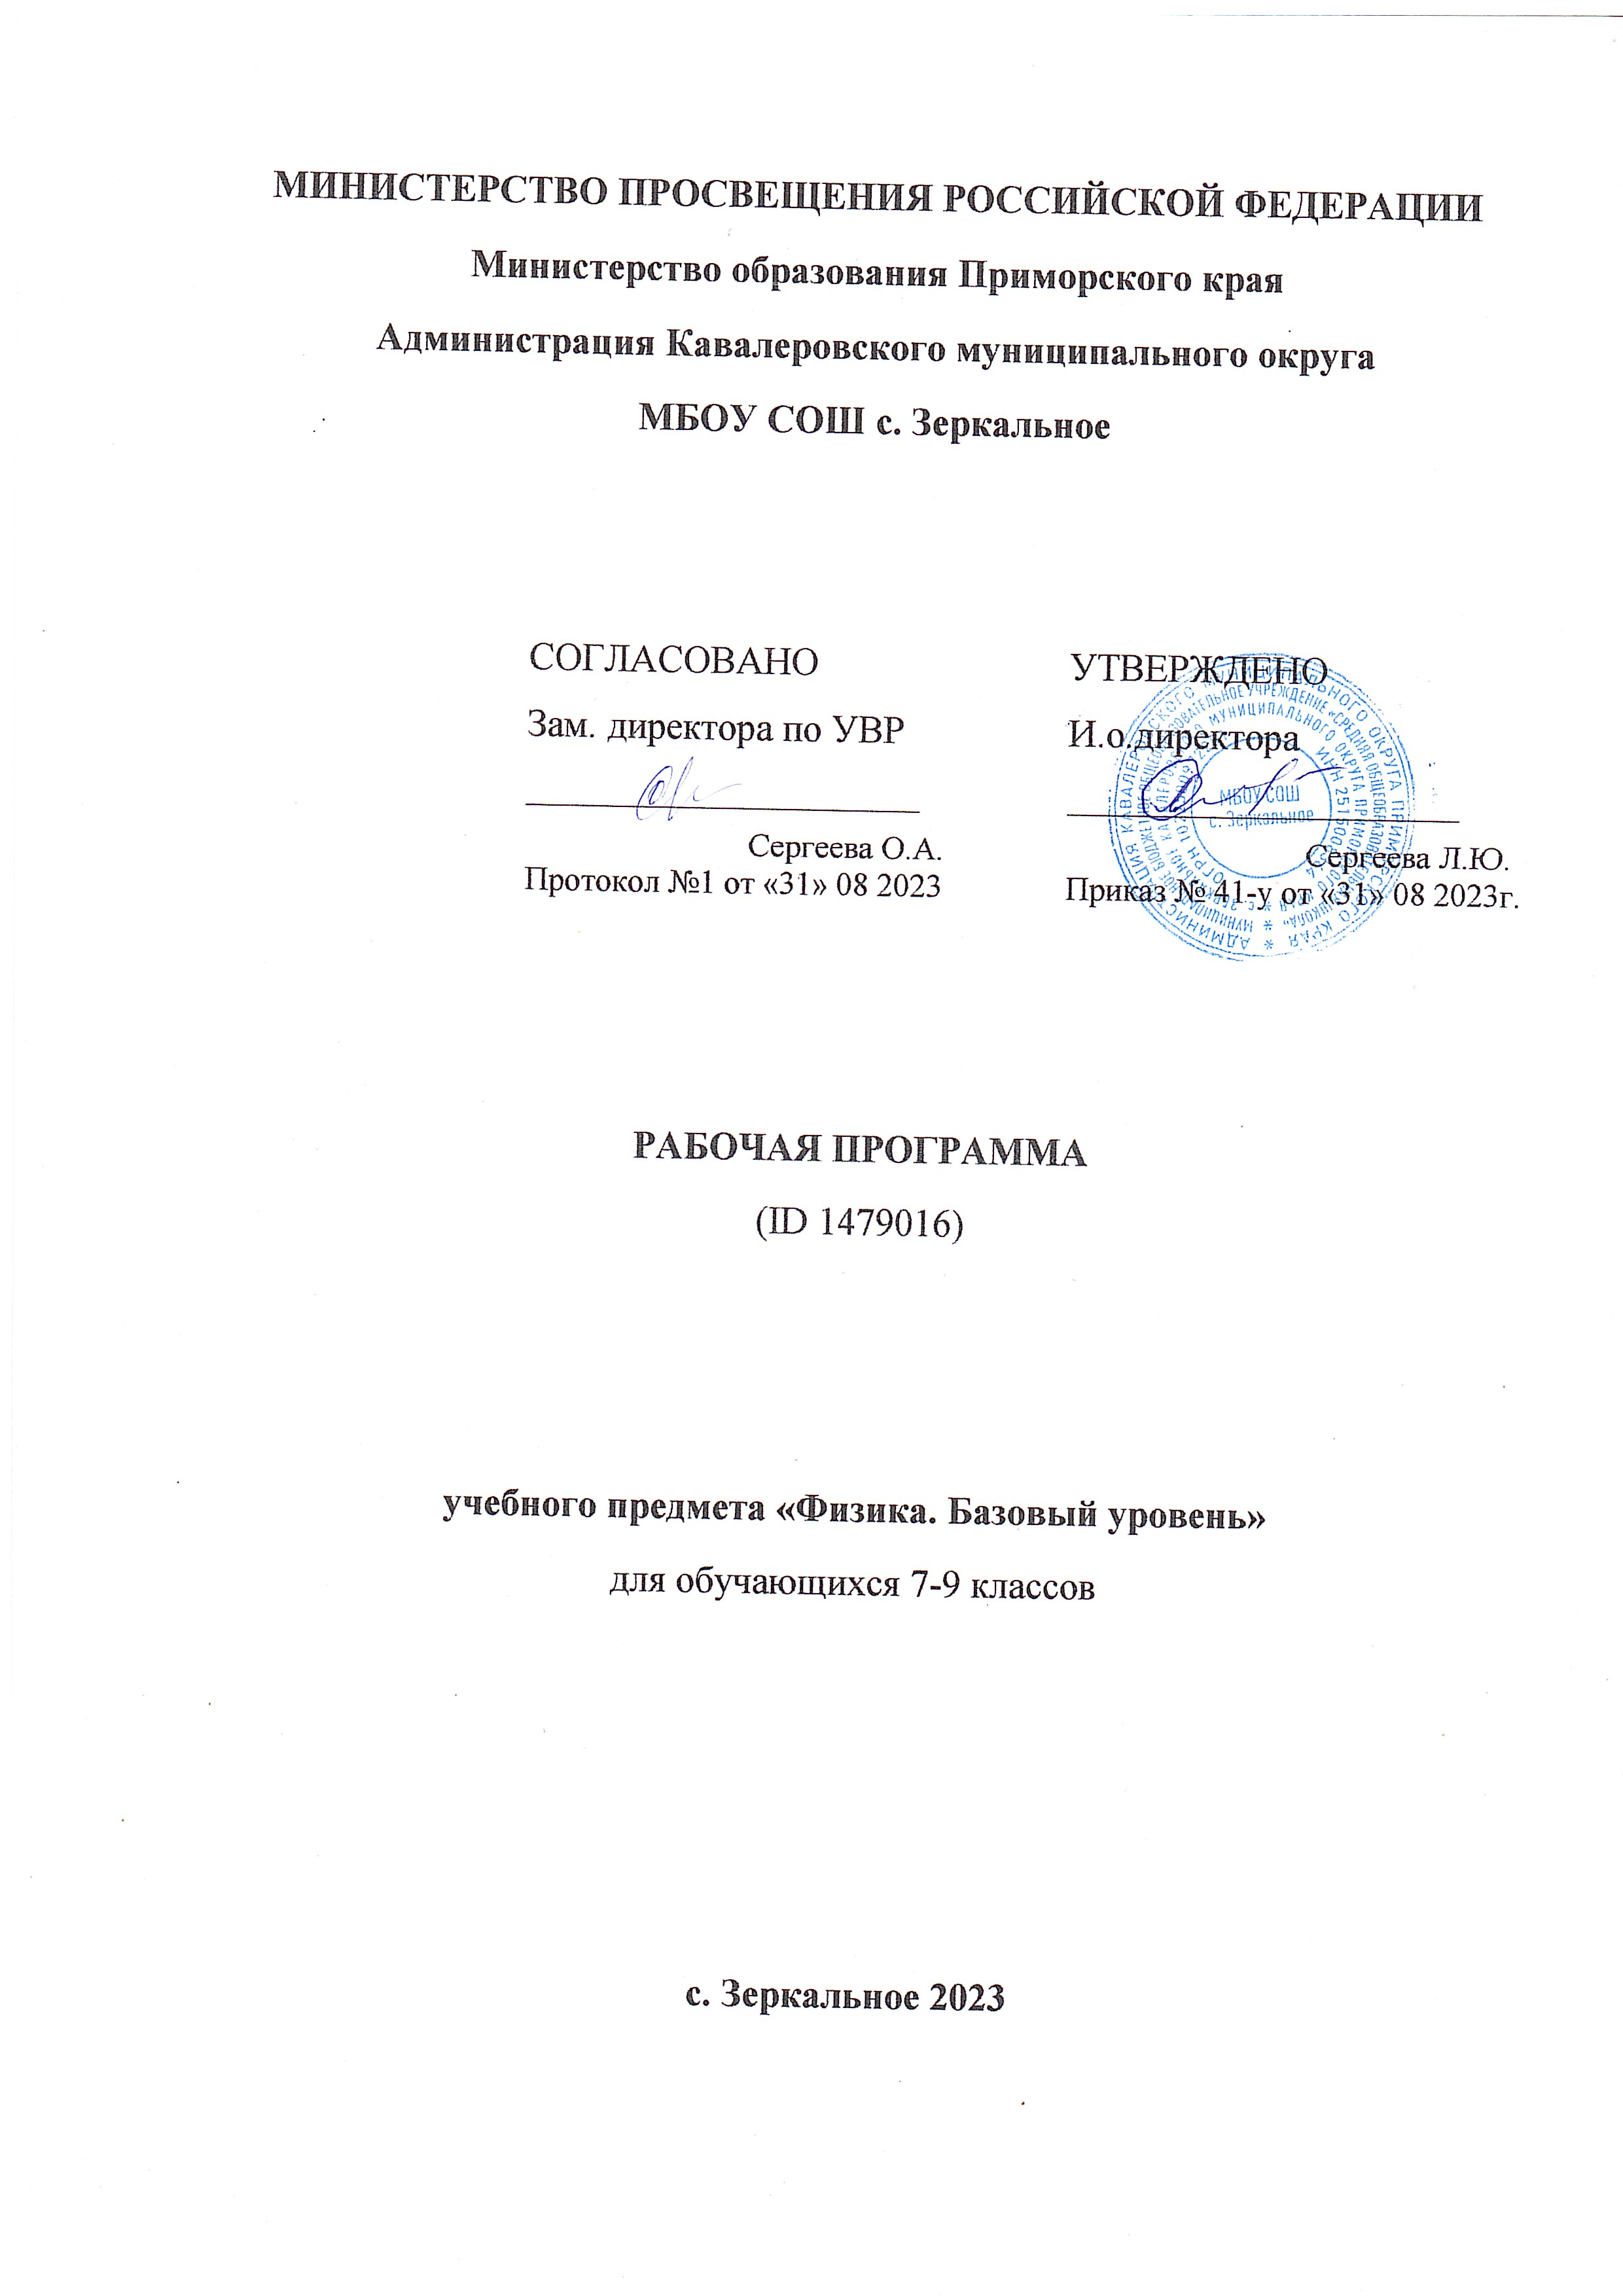 МИНИСТЕРСТВО ПРОСВЕЩЕНИЯ РОССИЙСКОЙ ФЕДЕРАЦИИ
Министерство образования Приморского края
Администрация Кавалеровского муниципального округа
МБОУ СОШ с. Зеркальное
СОГЛАСОВАНО
Зам. директора по УВР
Сергеева О.А.
Протокол №1 от «31» 08 2023
УТВЕРЖДЕНО
И.о.директора
МБОУ СОШ
с. Зеркальное
Сергеева Л.Ю.
Приказ № 41-у от «31» 08 2023г.
РАБОЧАЯ ПРОГРАММА
(ID 1479016)
учебного предмета «Физика. Базовый уровень»
для обучающихся 7-9 классов
с. Зеркальное 2023